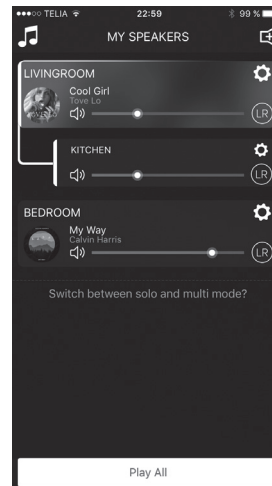 TELIA 22:59 99 %
MY SPEAKERS
LIVINGROOM
Cool Girl
Tove Lo
LR
KITCHEN
LR
BEDROOM
My Way
Calvin Harris
LR
Switch between solo and multi mode?
Play All